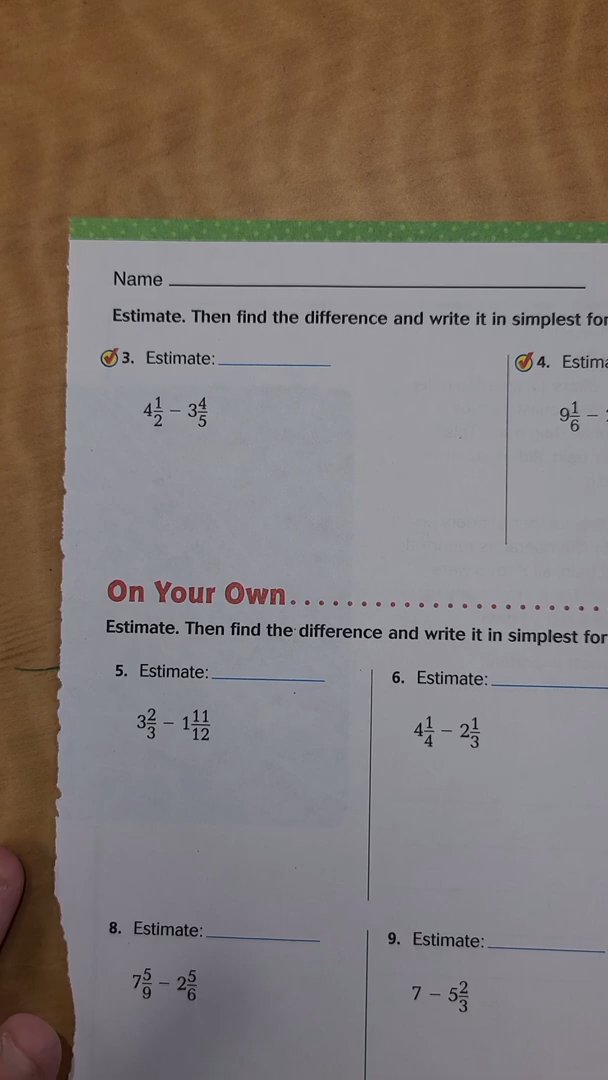 Name
Estimate. Then find the difference and write it in simplest for
3. Estimate:
4. Estima
4 1/2 − 3 4/5
9 1/6 −
On Your Own
Estimate. Then find the difference and write it in simplest for
5. Estimate:
6. Estimate:
3 2/3 − 1 11/12
4 1/4 − 2 1/3
8. Estimate:
9. Estimate:
7 5/9 − 2 5/6
7 − 5 2/3